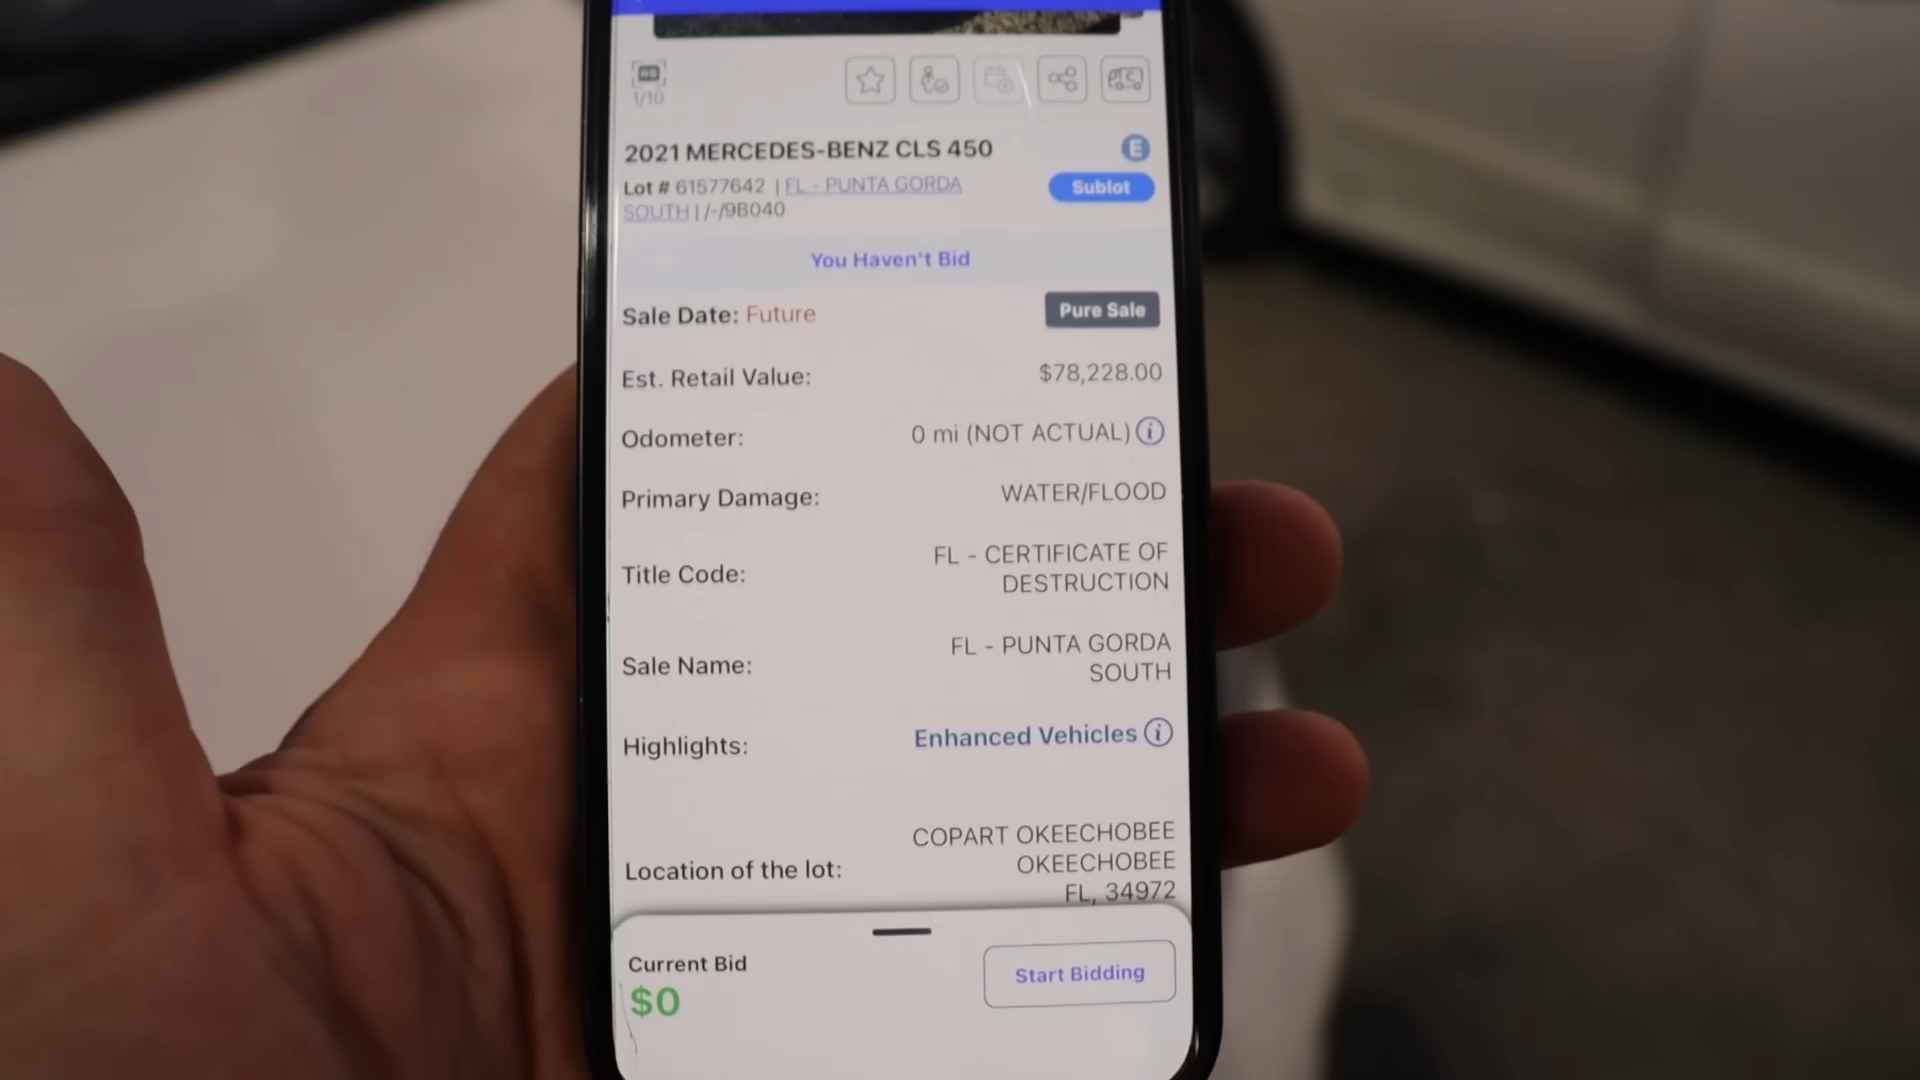 HD
1/10
2021 MERCEDES-BENZ CLS 450
E
Lot # 61577642 | FL - PUNTA GORDA
SOUTH | /-/9B040
Sublot
You Haven't Bid
Sale Date: Future
Pure Sale
Est. Retail Value: $78,228.00
Odometer: 0 mi (NOT ACTUAL) i
Primary Damage: WATER/FLOOD
Title Code: FL - CERTIFICATE OF
DESTRUCTION
Sale Name: FL - PUNTA GORDA
SOUTH
Highlights: Enhanced Vehicles i
Location of the lot: COPART OKEECHOBEE
OKEECHOBEE
FL, 34972
Current Bid
$0
Start Bidding